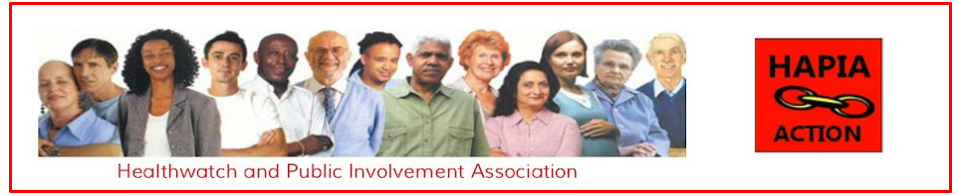 Healthwatch and Public Involvement Association
HAPIA
ACTION